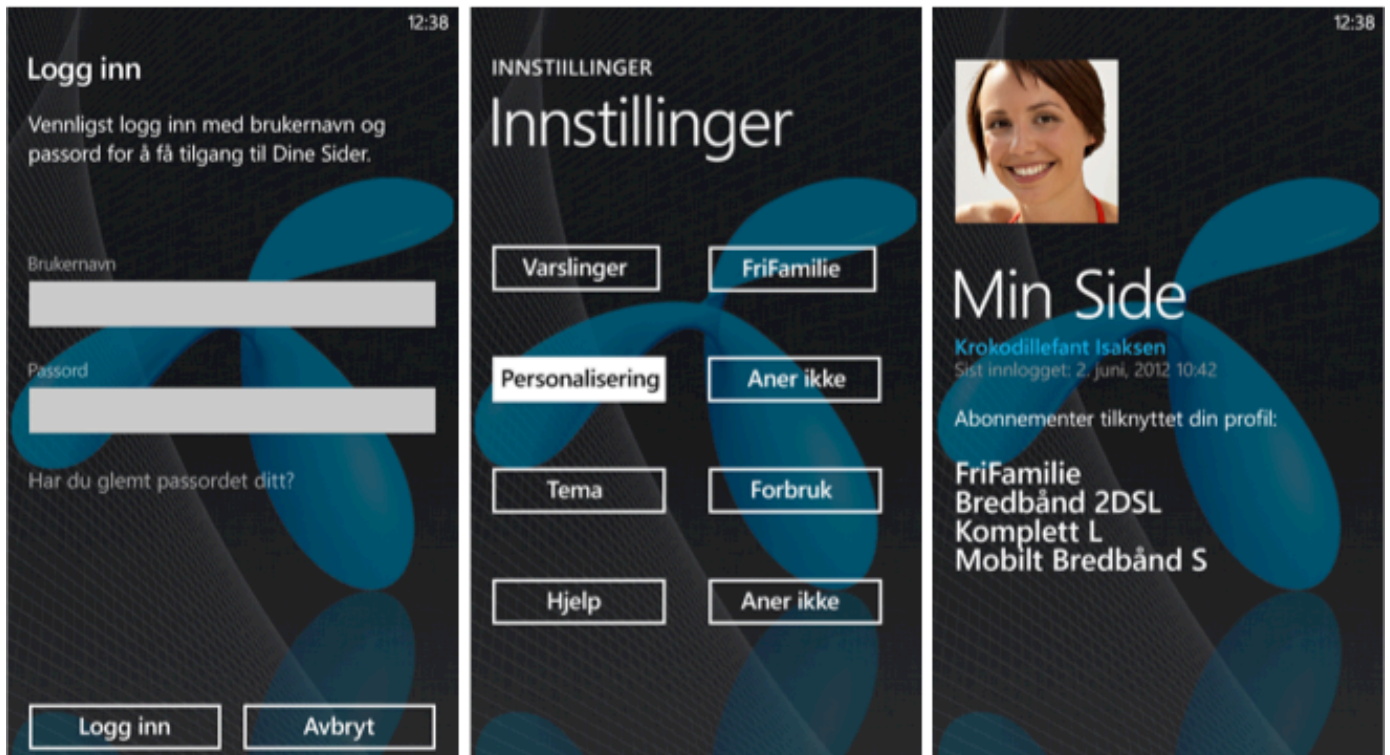 12:38
Logg inn
Vennligst logg inn med brukernavn og
passord for å få tilgang til Dine Sider.
Brukernavn
Passord
Har du glemt passordet ditt?
Logg inn
Avbryt
INNSTIILLINGER
Innstillinger
Varslinger
FriFamilie
Personalisering
Aner ikke
Tema
Forbruk
Hjelp
Aner ikke
12:38
Min Side
Krokodillefant Isaksen
Sist innlogget: 2. juni, 2012 10:42
Abonnementer tilknyttet din profil:
FriFamilie
Bredbånd 2DSL
Komplett L
Mobilt Bredbånd S